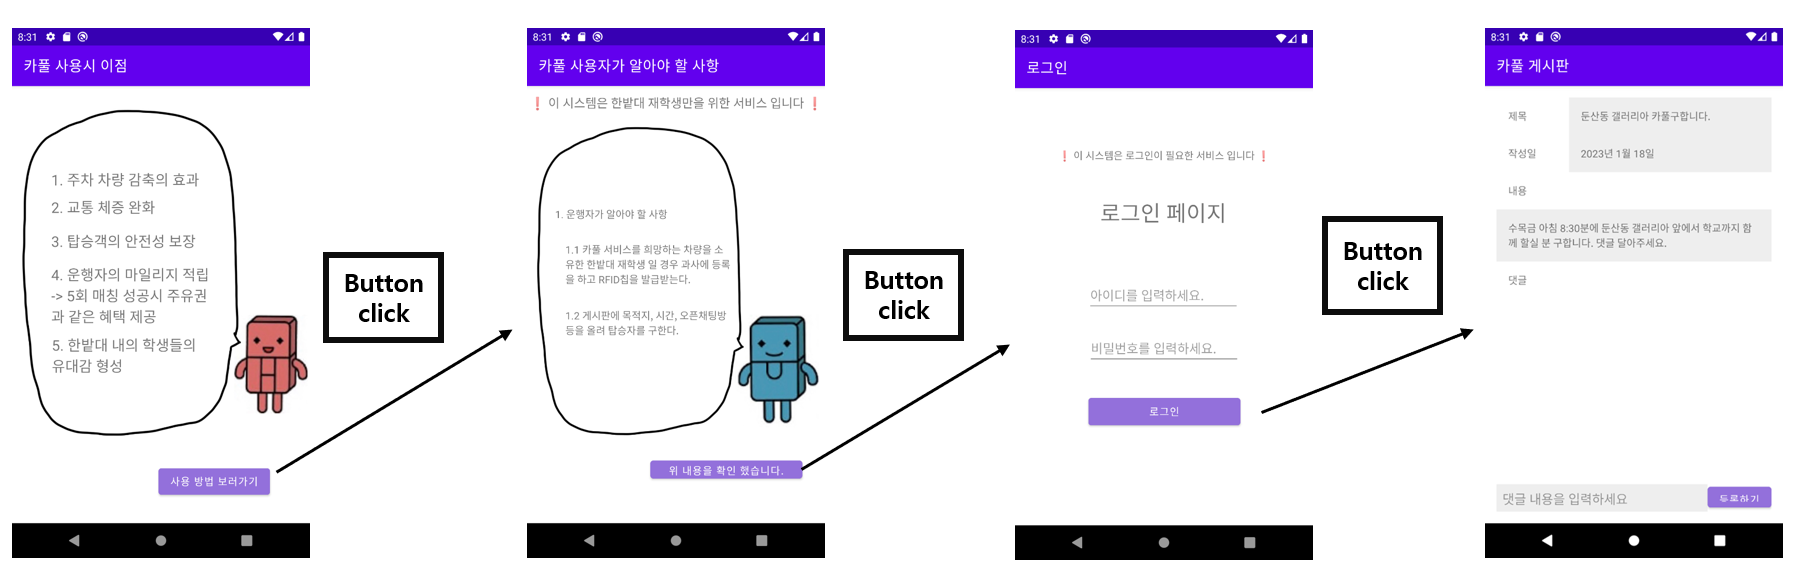 8:31
카풀 사용시 이점
1. 주차 차량 감축의 효과
2. 교통 체증 완화
3. 탑승객의 안전성 보장
4. 운행자의 마일리지 적립
-> 5회 매칭 성공시 주유권
과 같은 혜택 제공
5. 한밭대 내의 학생들의
유대감 형성
사용 방법 보러가기
Button
click
8:31
카풀 사용자가 알아야 할 사항
❗ 이 시스템은 한밭대 재학생만을 위한 서비스 입니다 ❗
1. 운행자가 알아야 할 사항
1.1 카풀 서비스를 희망하는 차량을 소
유한 한밭대 재학생 일 경우 과사에 등록
을 하고 RFID칩을 발급받는다.
1.2 게시판에 목적지, 시간, 오픈채팅방
등을 올려 탑승자를 구한다.
위 내용을 확인 했습니다.
Button
click
8:31
로그인
❗ 이 시스템은 로그인이 필요한 서비스 입니다 ❗
로그인 페이지
아이디를 입력하세요.
비밀번호를 입력하세요.
로그인
Button
click
8:31
카풀 게시판
제목
둔산동 갤러리아 카풀구합니다.
작성일
2023년 1월 18일
내용
수목금 아침 8:30분에 둔산동 갤러리아 앞에서 학교까지 함
께 할실 분 구합니다. 댓글 달아주세요.
댓글
댓글 내용을 입력하세요
등록하기